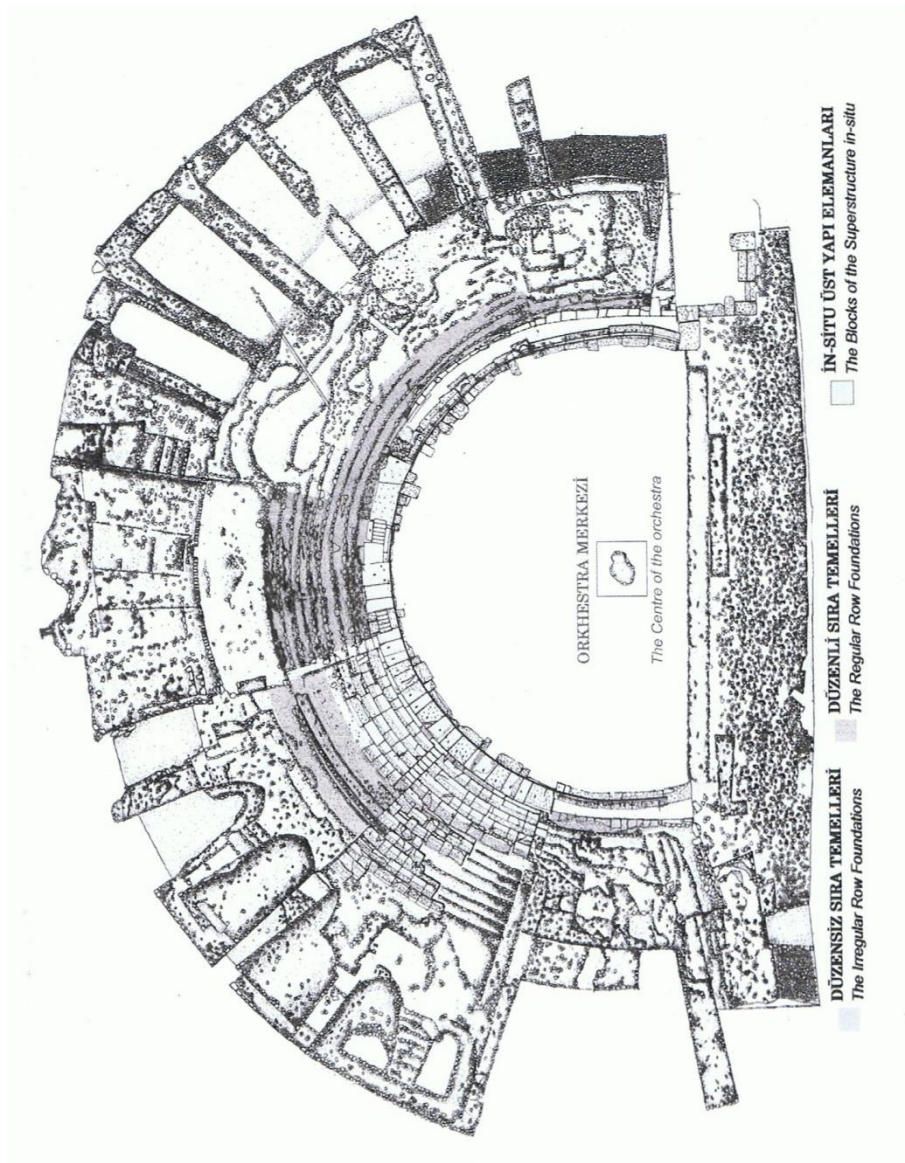 ORKHESTRA MERKEZİ
The Centre of the orchestra
DÜZENSİZ SIRA TEMELLERİ
The Irregular Row Foundations
DÜZENLİ SIRA TEMELLERİ
The Regular Row Foundations
İN-SİTU ÜST YAPI ELEMANLARI
The Blocks of the Superstructure in-situ